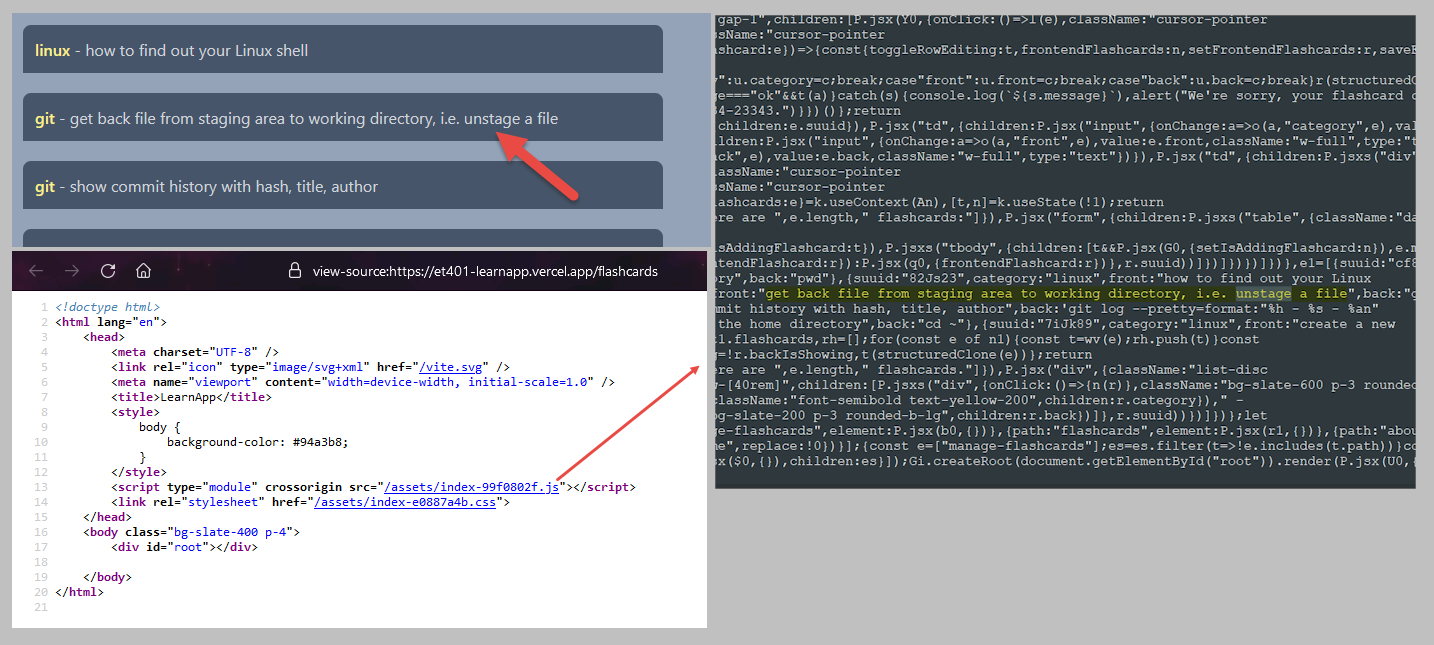 linux - how to find out your Linux shell
git - get back file from staging area to working directory, i.e. unstage a file
git - show commit history with hash, title, author
view-source:https://et401-learnapp.vercel.app/flashcards
1 <!doctype html>
2 <html lang="en">
3 <head>
4 <meta charset="UTF-8" />
5 <link rel="icon" type="image/svg+xml" href="/vite.svg" />
6 <meta name="viewport" content="width=device-width, initial-scale=1.0" />
7 <title>LearnApp</title>
8 <style>
9 body {
10 background-color: #94a3b8;
11 }
12 </style>
13 <script type="module" crossorigin src="/assets/index-99f0802f.js"></script>
14 <link rel="stylesheet" href="/assets/index-e0887a4b.css">
15 </head>
16 <body class="bg-slate-400 p-4">
17 <div id="root"></div>
18
19 </body>
20 </html>
21
gap-1",children:[P.jsx(Y0,{onClick:()=>l(e),className:"cursor-pointer
sName:"cursor-pointer
ashcard:e})=>{const{toggleRowEditing:t,frontendFlashcards:n,setFrontendFlashcards:r,saveE
y":u.category=c;break;case"front":u.front=c;break;case"back":u.back=c;break}r(structuredC
ge==="ok"&&t(a)}catch(s){console.log(`${s.message}`),alert("We're sorry, your flashcard c
34-23343.")}})()};return
{children:e.suuid}),P.jsx("td",{children:P.jsx("input",{onChange:a=>o(a,"category",e),val
ldren:P.jsx("input",{onChange:a=>o(a,"front",e),value:e.front,className:"w-full",type:"t
ack",e),value:e.back,className:"w-full",type:"text"})}),P.jsx("td",{children:P.jsxs("div"
lassName:"cursor-pointer
sName:"cursor-pointer
lashcards:e}=k.useContext(An),[t,n]=k.useState(!1);return
ere are ",e.length," flashcards:"]}),P.jsx("form",{children:P.jsxs("table",{className:"da
sAddingFlashcard:t}),P.jsxs("tbody",{children:[t&&P.jsx(G0,{setIsAddingFlashcard:n}),e.m
ntendFlashcard:r}):P.jsx(q0,{frontendFlashcard:r})},r.suuid))]})]})})]})},el=[{suuid:"cf8
ory",back:"pwd"},{suuid:"82Js23",category:"linux",front:"how to find out your Linux
front:"get back file from staging area to working directory, i.e. unstage a file",back:"g
mmit history with hash, title, author",back:'git log --pretty=format:"%h - %s - %an"
the home directory",back:"cd ~"},{suuid:"7iJk89",category:"linux",front:"create a new
t1.flashcards,rh=[];for(const e of n1){const t=wv(e);rh.push(t)}const
g=!r.backIsShowing,t(structuredClone(e))};return
ere are ",e.length," flashcards."]}),P.jsx("div",{className:"list-disc
w-[40rem]",children:[P.jsxs("div",{onClick:()=>{n(r)},className:"bg-slate-600 p-3 rounded
className:"font-semibold text-yellow-200",children:r.category})," -
bg-slate-200 p-3 rounded-b-lg",children:r.back})]},r.suuid))})]})};let
ge-flashcards",element:P.jsx(b0,{})},{path:"flashcards",element:P.jsx(r1,{})},{path:"abou
me",replace:!0})}];{const e=["manage-flashcards"];es=es.filter(t=>!e.includes(t.path))}co
sx($0,{}),children:es}]);Gi.createRoot(document.getElementById("root")).render(P.jsx(U0,{